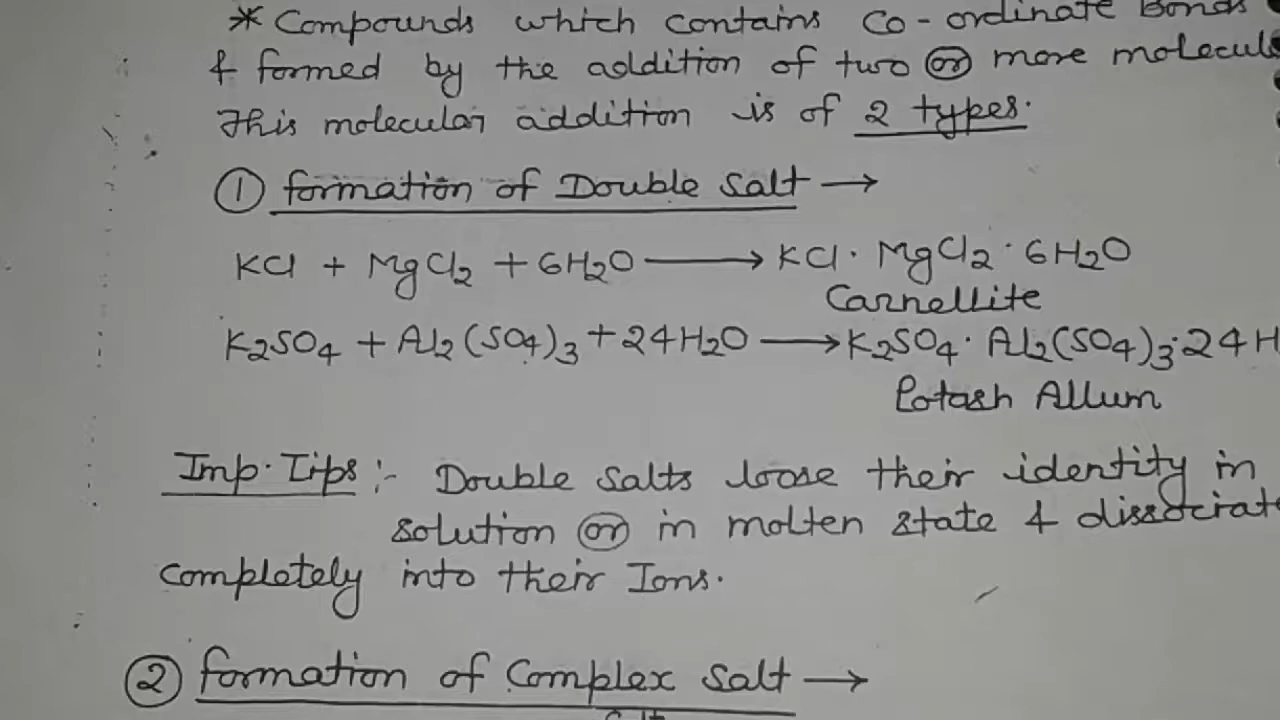 * Compounds which contains Co-ordinate Bonds
& formed by the addition of two or more molecul
This molecular addition is of 2 types.
① formation of Double Salt →
KCl + MgCl₂ + 6H₂O ⟶ KCl · MgCl₂ · 6H₂O
Carnellite
K₂SO₄ + Al₂(SO₄)₃ + 24H₂O ⟶ K₂SO₄ · Al₂(SO₄)₃·24H
Potash Allum
Imp. Tips :- Double Salts loose their identity in
solution or in molten state & dissociate
completely into their Ions.
② formation of Complex Salt →